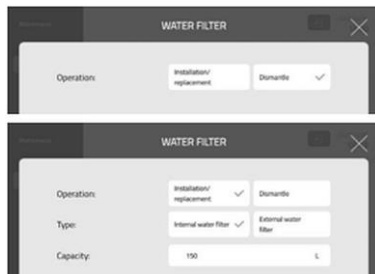 WATER FILTER
Operation:
Installation/
replacement
Dismantle
WATER FILTER
Operation:
Installation/
replacement
Dismantle
Type:
Internal water filter
External water
filter
Capacity:
150
L